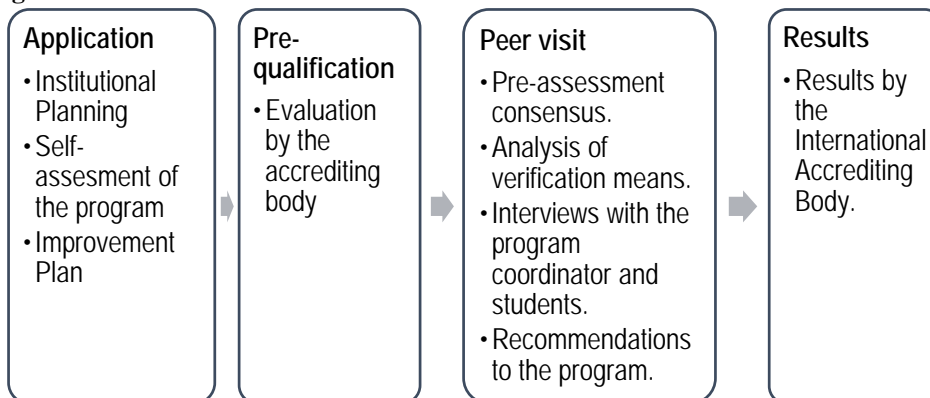 Application
• Institutional
Planning
• Self-
assesment of
the program
• Improvement
Plan
Pre-
qualification
• Evaluation
by the
accrediting
body
Peer visit
• Pre-assessment
consensus.
• Analysis of
verification means.
• Interviews with the
program
coordinator and
students.
• Recommendations
to the program.
Results
• Results by
the
International
Accrediting
Body.